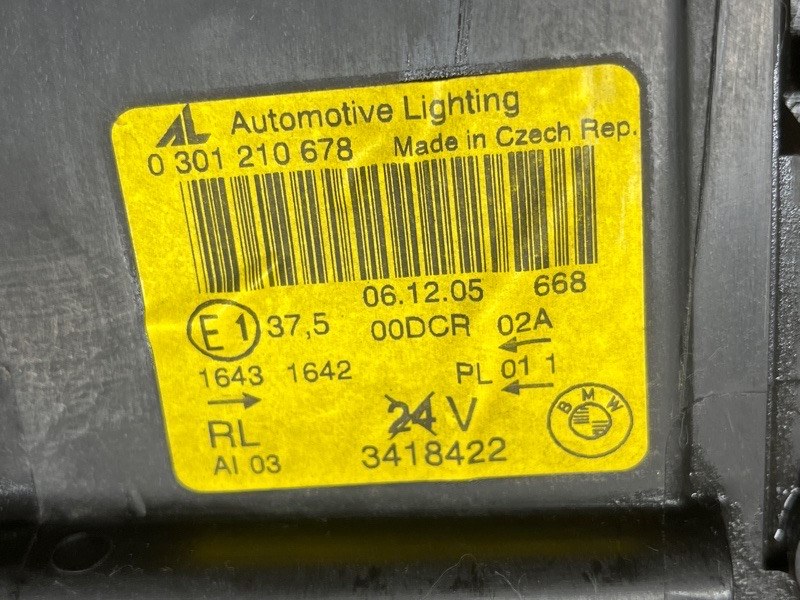 AL Automotive Lighting
0 301 210 678 Made in Czech Rep.
06.12.05 668
E1 37,5 00DCR 02A
1643 1642 PL 01 1
RL 24 V
AI 03 3418422
BMW